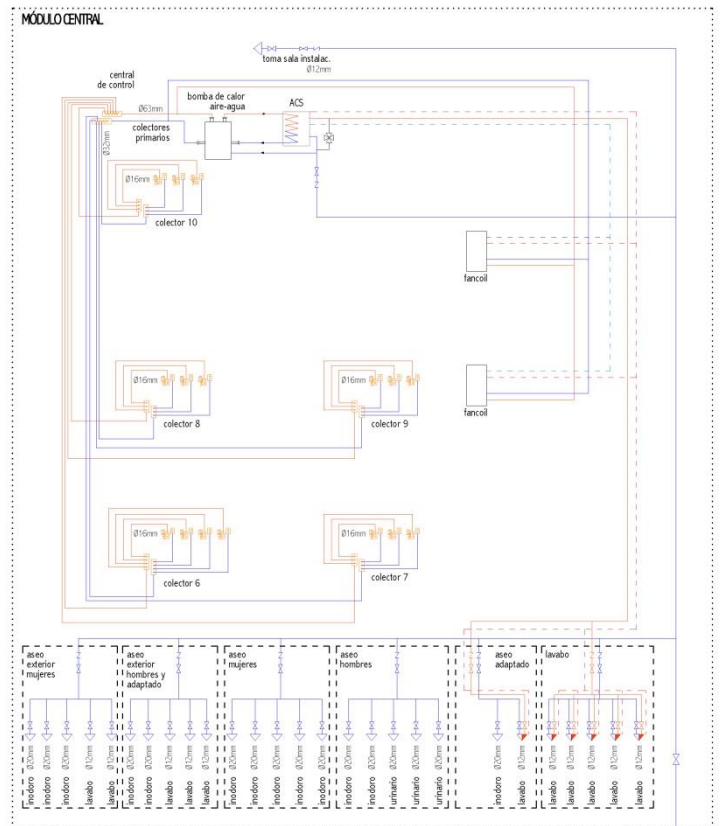 MÓDULO CENTRAL
toma sala instalac.
Ø12mm
central
de control
Ø63mm
bomba de calor
aire-agua
ACS
colectores
primarios
Ø32mm
Ø16mm
colector 10
fancoil
Ø16mm
colector 8
Ø16mm
colector 9
fancoil
Ø16mm
colector 6
Ø16mm
colector 7
aseo
exterior
mujeres
aseo
exterior
hombres y
adaptado
aseo
mujeres
aseo
hombres
aseo
adaptado
lavabo
Ø20mm
Ø20mm
Ø20mm
Ø12mm
Ø12mm
Ø20mm
Ø20mm
Ø12mm
Ø12mm
Ø12mm
Ø20mm
Ø20mm
Ø20mm
Ø20mm
Ø20mm
Ø20mm
Ø20mm
Ø20mm
Ø20mm
Ø20mm
Ø20mm
Ø12mm
Ø12mm
Ø12mm
Ø12mm
Ø12mm
Ø12mm
inodoro
inodoro
inodoro
lavabo
lavabo
inodoro
inodoro
lavabo
lavabo
lavabo
inodoro
inodoro
inodoro
inodoro
inodoro
inodoro
inodoro
urinario
urinario
urinario
inodoro
lavabo
lavabo
lavabo
lavabo
lavabo
lavabo